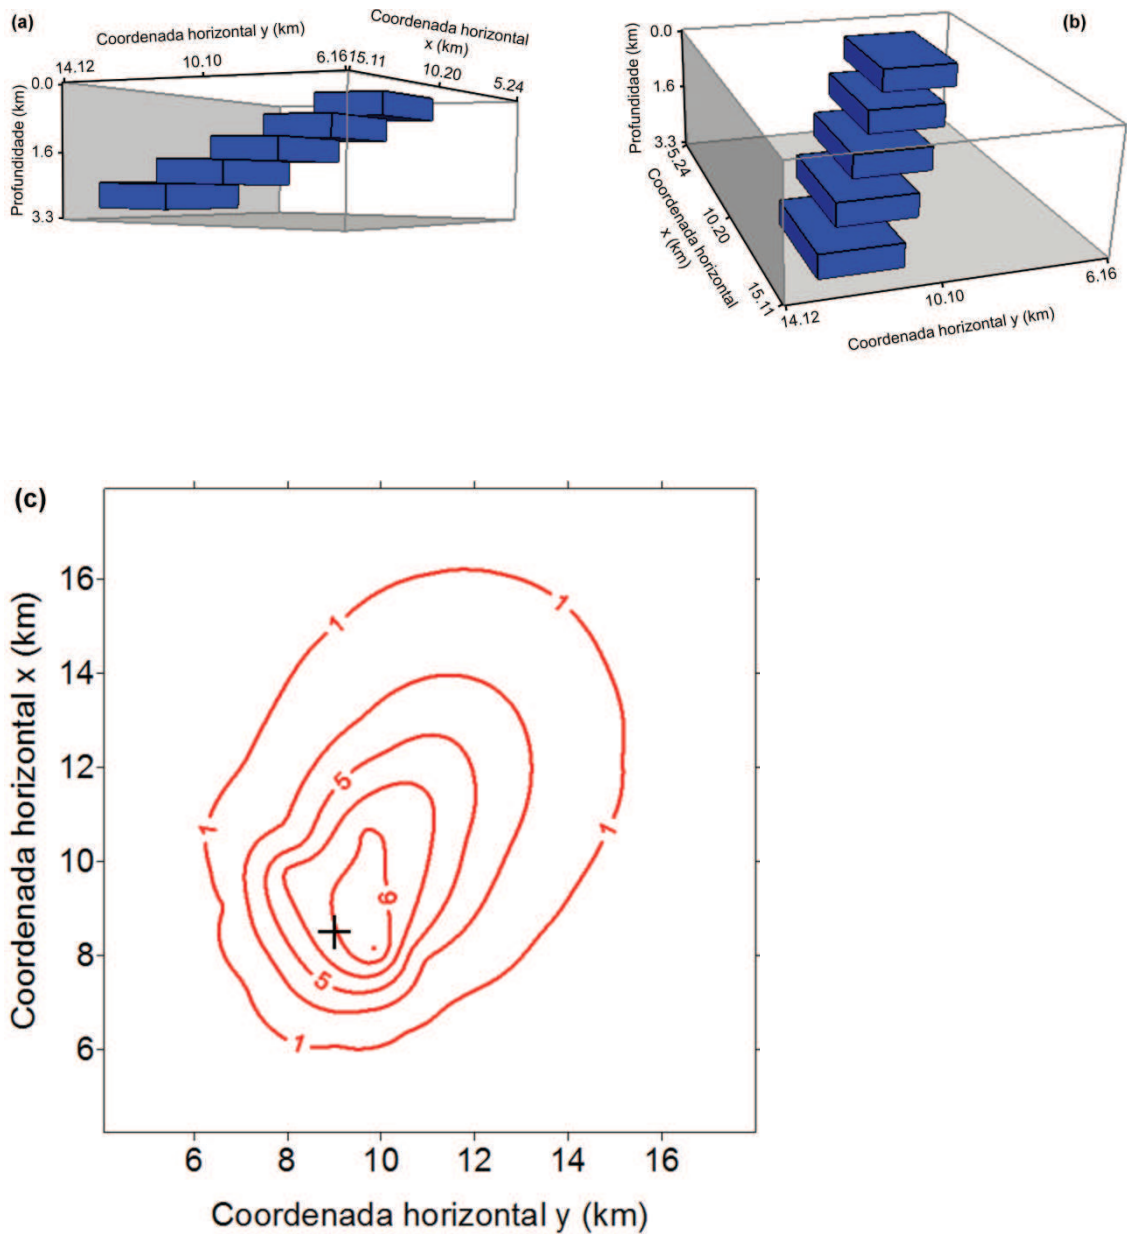 (a)
Coordenada horizontal y (km)
Coordenada horizontal
x (km)
14.12
10.10
6.16
15.11
10.20
5.24
0.0
1.6
3.3
Profundidade (km)
(b)
0.0
1.6
3.3
Profundidade (km)
5.24
10.20
15.11
Coordenada horizontal
x (km)
14.12
10.10
6.16
Coordenada horizontal y (km)
(c)
16
14
12
10
8
6
Coordenada horizontal x (km)
1
1
5
1
1
6
5
1
6
8
10
12
14
16
Coordenada horizontal y (km)